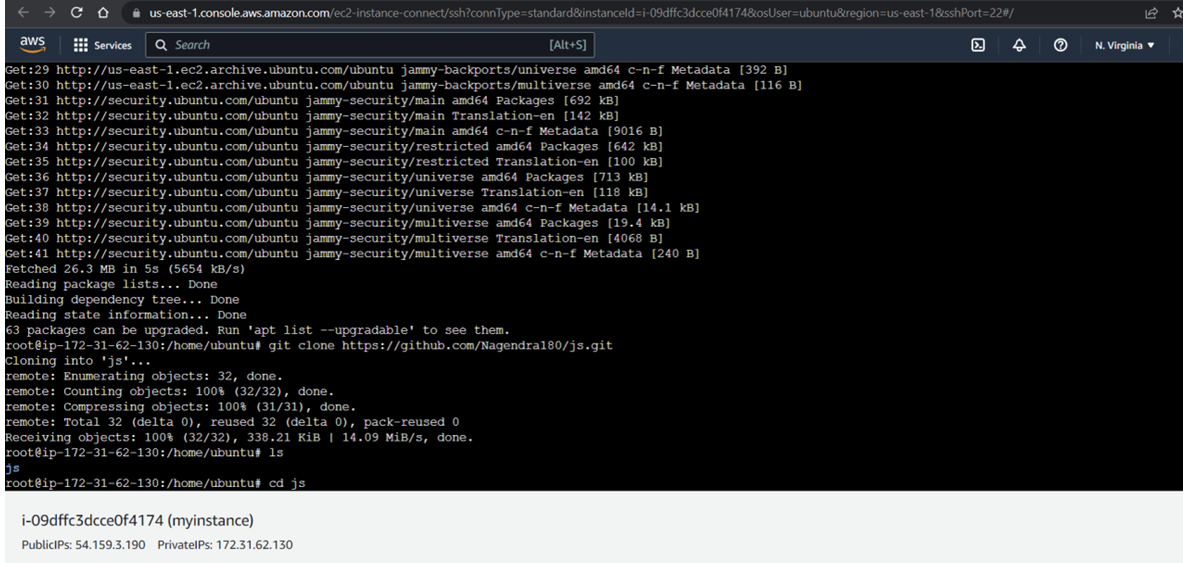 us-east-1.console.aws.amazon.com/ec2-instance-connect/ssh?connType=standard&instanceId=i-09dffc3dcce0f4174&osUser=ubuntu&region=us-east-1&sshPort=22#/
aws Services Search [Alt+S] N. Virginia
Get:29 http://us-east-1.ec2.archive.ubuntu.com/ubuntu jammy-backports/universe amd64 c-n-f Metadata [392 B]
Get:30 http://us-east-1.ec2.archive.ubuntu.com/ubuntu jammy-backports/multiverse amd64 c-n-f Metadata [116 B]
Get:31 http://security.ubuntu.com/ubuntu jammy-security/main amd64 Packages [692 kB]
Get:32 http://security.ubuntu.com/ubuntu jammy-security/main Translation-en [142 kB]
Get:33 http://security.ubuntu.com/ubuntu jammy-security/main amd64 c-n-f Metadata [9016 B]
Get:34 http://security.ubuntu.com/ubuntu jammy-security/restricted amd64 Packages [642 kB]
Get:35 http://security.ubuntu.com/ubuntu jammy-security/restricted Translation-en [100 kB]
Get:36 http://security.ubuntu.com/ubuntu jammy-security/universe amd64 Packages [713 kB]
Get:37 http://security.ubuntu.com/ubuntu jammy-security/universe Translation-en [118 kB]
Get:38 http://security.ubuntu.com/ubuntu jammy-security/universe amd64 c-n-f Metadata [14.1 kB]
Get:39 http://security.ubuntu.com/ubuntu jammy-security/multiverse amd64 Packages [19.4 kB]
Get:40 http://security.ubuntu.com/ubuntu jammy-security/multiverse Translation-en [4068 B]
Get:41 http://security.ubuntu.com/ubuntu jammy-security/multiverse amd64 c-n-f Metadata [240 B]
Fetched 26.3 MB in 5s (5654 kB/s)
Reading package lists... Done
Building dependency tree... Done
Reading state information... Done
63 packages can be upgraded. Run 'apt list --upgradable' to see them.
root@ip-172-31-62-130:/home/ubuntu# git clone https://github.com/Nagendra180/js.git
Cloning into 'js'...
remote: Enumerating objects: 32, done.
remote: Counting objects: 100% (32/32), done.
remote: Compressing objects: 100% (31/31), done.
remote: Total 32 (delta 0), reused 32 (delta 0), pack-reused 0
Receiving objects: 100% (32/32), 338.21 KiB | 14.09 MiB/s, done.
root@ip-172-31-62-130:/home/ubuntu# ls
js
root@ip-172-31-62-130:/home/ubuntu# cd js
i-09dffc3dcce0f4174 (myinstance)
PublicIPs: 54.159.3.190 PrivateIPs: 172.31.62.130